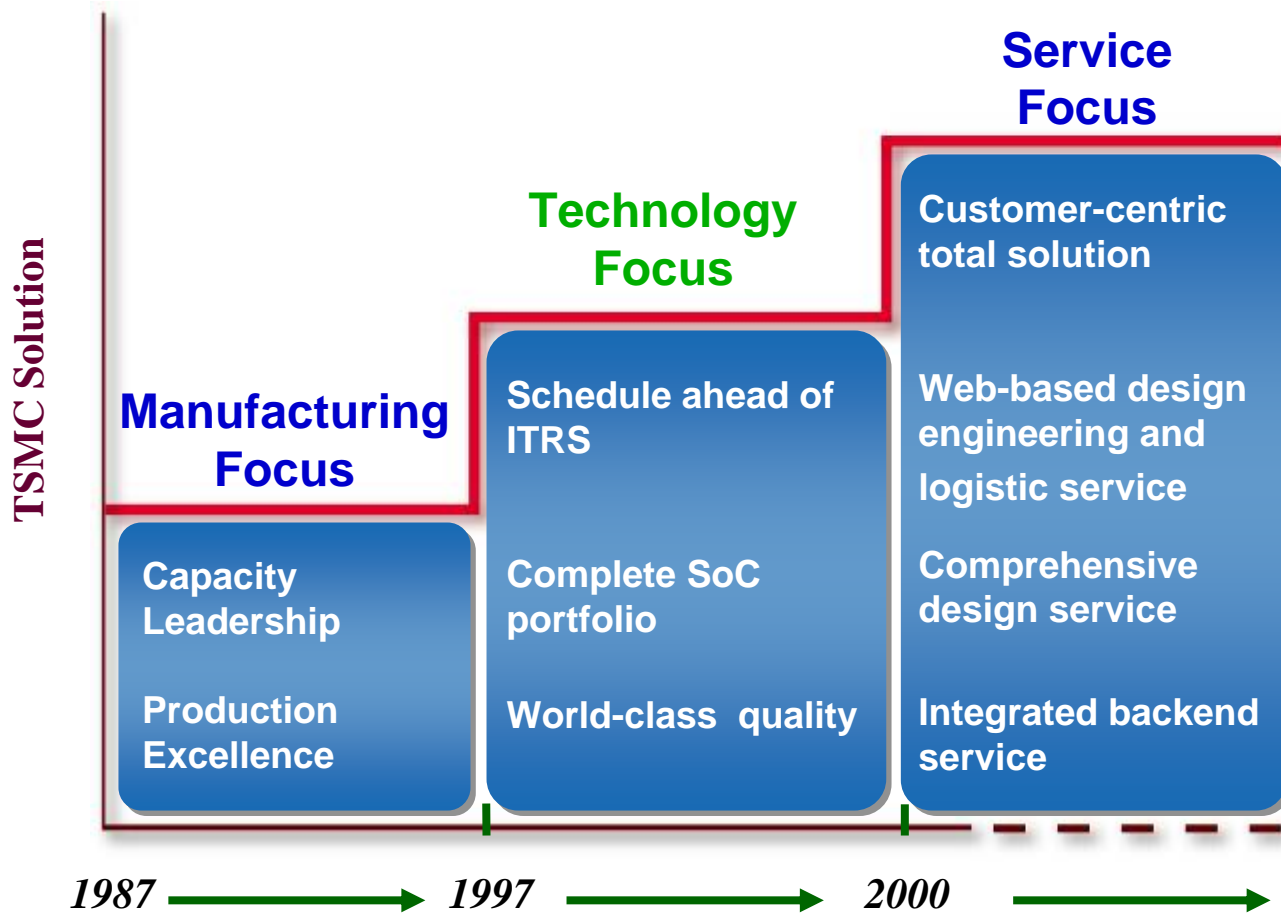 TSMC Solution
Manufacturing
Focus
Capacity
Leadership
Production
Excellence
Technology
Focus
Schedule ahead of
ITRS
Complete SoC
portfolio
World-class quality
Service
Focus
Customer-centric
total solution
Web-based design
engineering and
logistic service
Comprehensive
design service
Integrated backend
service
1987
1997
2000